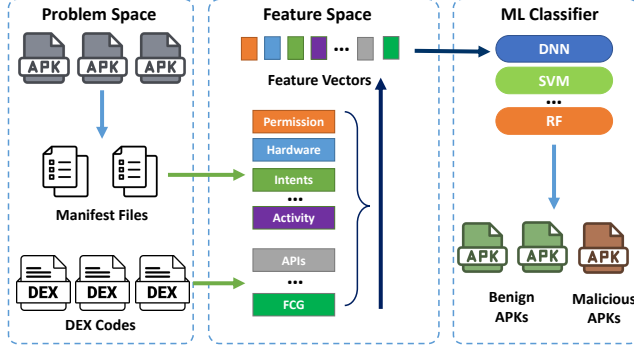 Problem Space
APK APK APK
Manifest Files
DEX DEX DEX
DEX Codes
Feature Space
...
Feature Vectors
Permission
Hardware
Intents
...
Activity
APIs
...
FCG
ML Classifier
DNN
SVM
...
RF
APK APK APK
Benign
APKs
Malicious
APKs